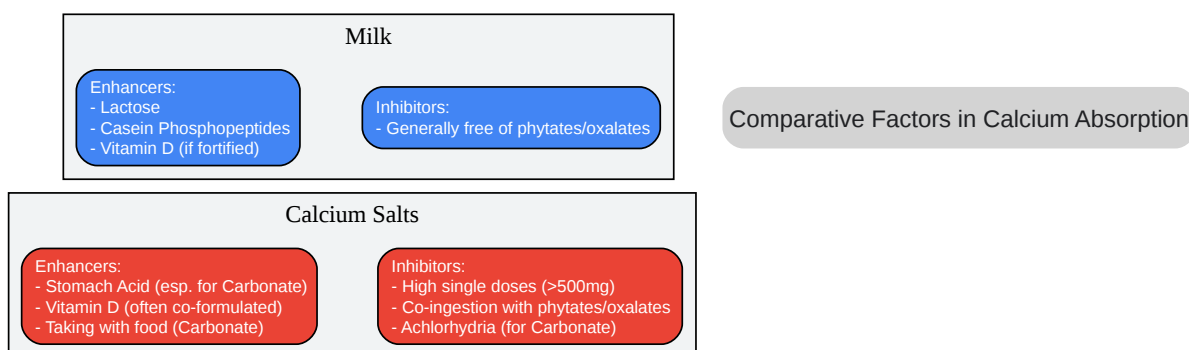 Milk
Enhancers:
- Lactose
- Casein Phosphopeptides
- Vitamin D (if fortified)
Inhibitors:
- Generally free of phytates/oxalates
Comparative Factors in Calcium Absorption
Calcium Salts
Enhancers:
- Stomach Acid (esp. for Carbonate)
- Vitamin D (often co-formulated)
- Taking with food (Carbonate)
Inhibitors:
- High single doses (>500mg)
- Co-ingestion with phytates/oxalates
- Achlorhydria (for Carbonate)